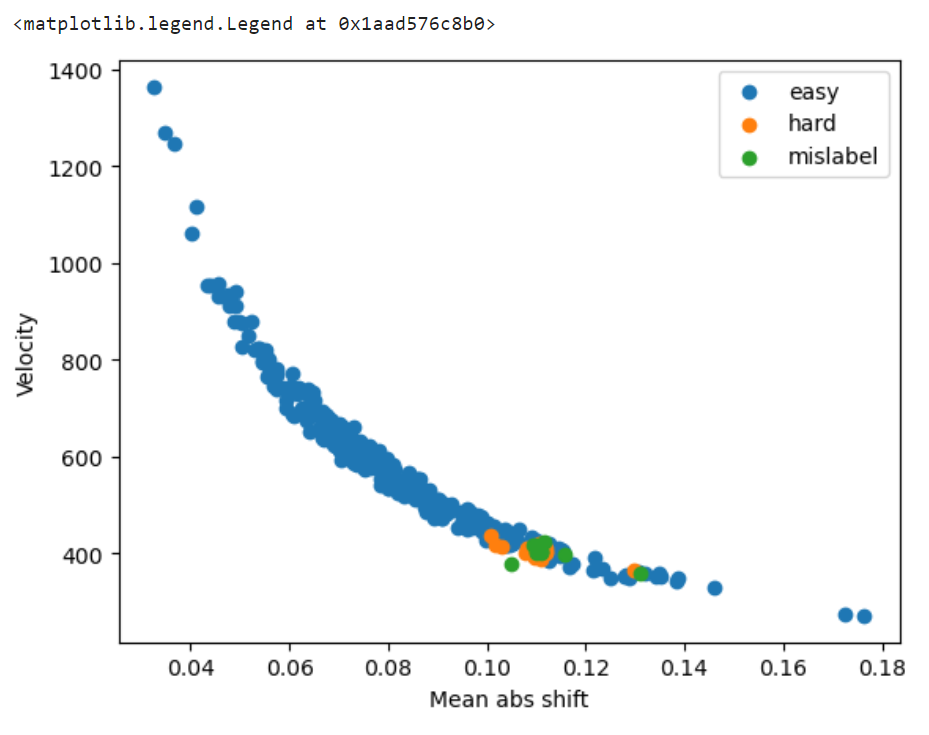 <matplotlib.legend.Legend at 0x1aad576c8b0>
1400
1200
1000
800
600
400
Velocity
easy
hard
mislabel
0.04 0.06 0.08 0.10 0.12 0.14 0.16 0.18
Mean abs shift